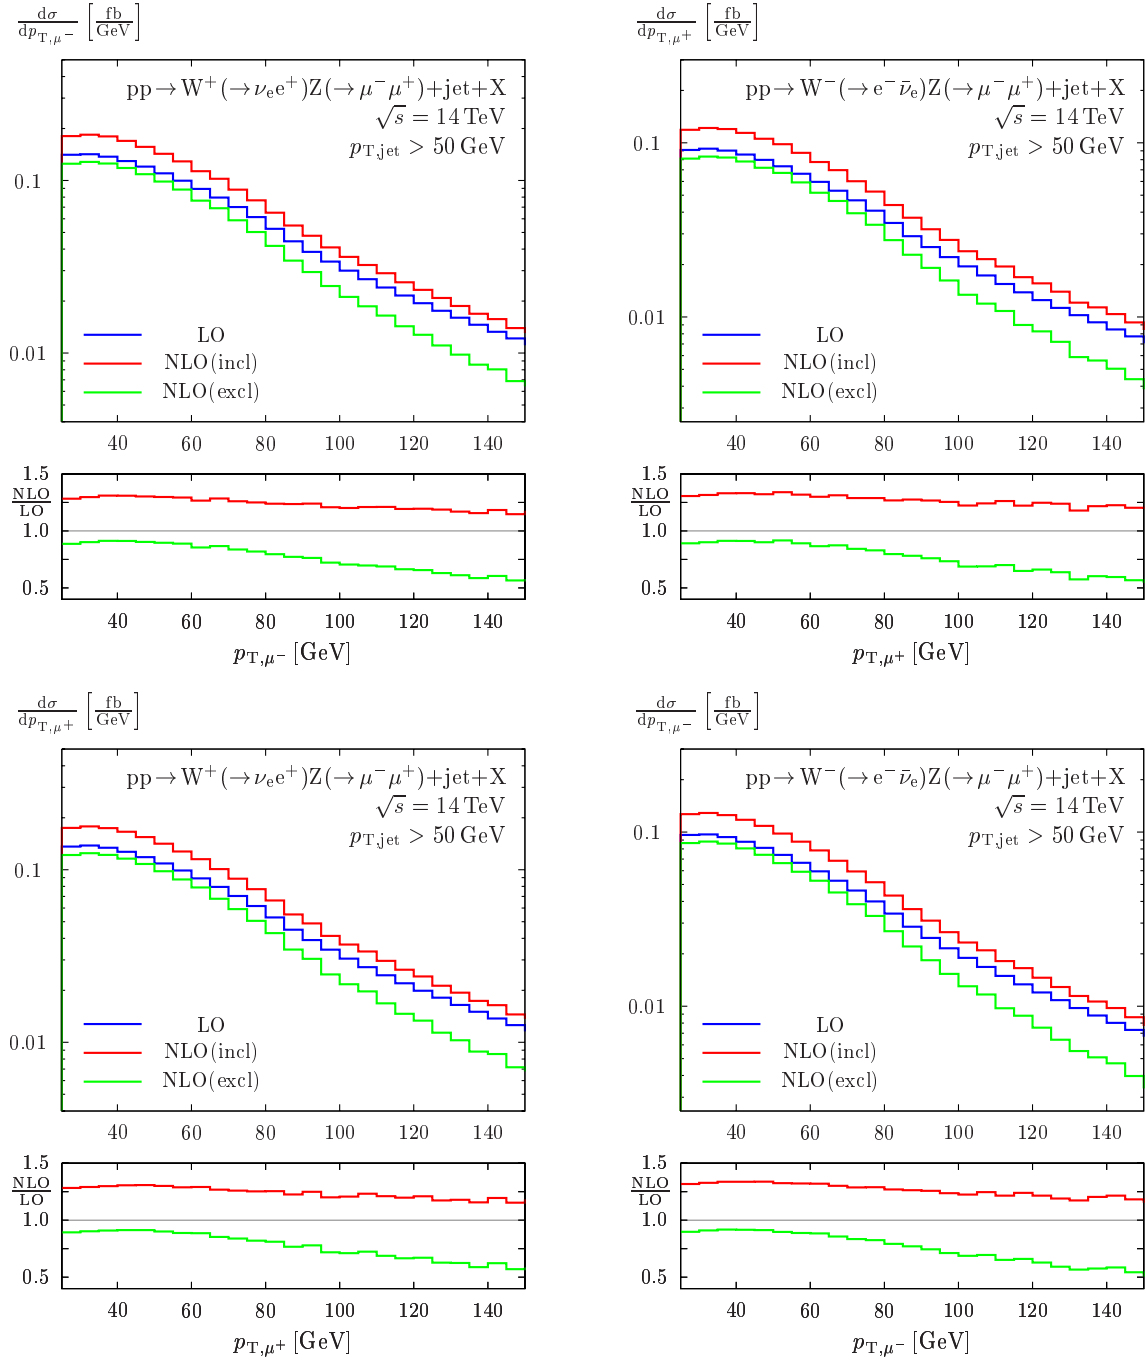 dσ/dp_T,μ⁻ [fb/GeV]
pp→W⁺(→ν_e e⁺)Z(→μ⁻μ⁺)+jet+X
√s = 14 TeV
p_T,jet > 50 GeV
0.1
0.01
LO
NLO(incl)
NLO(excl)
40 60 80 100 120 140
1.5
NLO/LO
1.0
0.5
40 60 80 100 120 140
p_T,μ⁻ [GeV]
dσ/dp_T,μ⁺ [fb/GeV]
pp→W⁻(→e⁻ν̄_e)Z(→μ⁻μ⁺)+jet+X
√s = 14 TeV
p_T,jet > 50 GeV
0.1
0.01
LO
NLO(incl)
NLO(excl)
40 60 80 100 120 140
1.5
NLO/LO
1.0
0.5
40 60 80 100 120 140
p_T,μ⁺ [GeV]
dσ/dp_T,μ⁺ [fb/GeV]
pp→W⁺(→ν_e e⁺)Z(→μ⁻μ⁺)+jet+X
√s = 14 TeV
p_T,jet > 50 GeV
0.1
0.01
LO
NLO(incl)
NLO(excl)
40 60 80 100 120 140
1.5
NLO/LO
1.0
0.5
40 60 80 100 120 140
p_T,μ⁺ [GeV]
dσ/dp_T,μ⁻ [fb/GeV]
pp→W⁻(→e⁻ν̄_e)Z(→μ⁻μ⁺)+jet+X
√s = 14 TeV
p_T,jet > 50 GeV
0.1
0.01
LO
NLO(incl)
NLO(excl)
40 60 80 100 120 140
1.5
NLO/LO
1.0
0.5
40 60 80 100 120 140
p_T,μ⁻ [GeV]